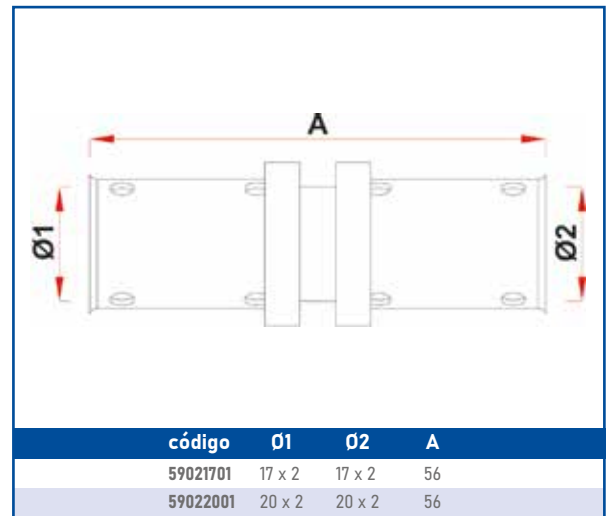 A
Ø1
Ø2
código Ø1 Ø2 A
59021701 17 x 2 17 x 2 56
59022001 20 x 2 20 x 2 56